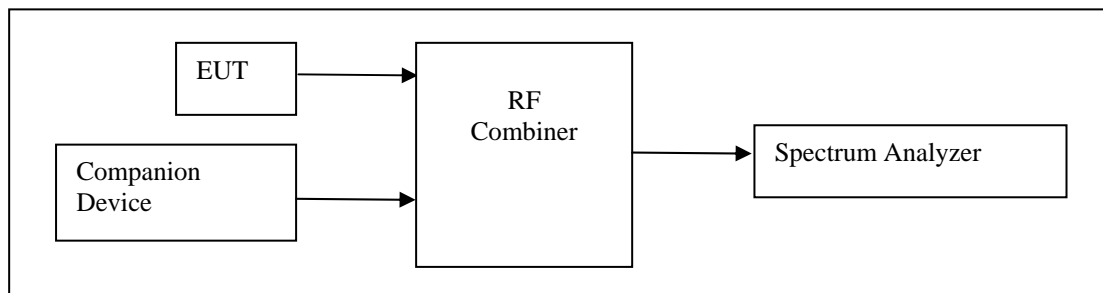 EUT
RF
Combiner
Companion
Device
Spectrum Analyzer